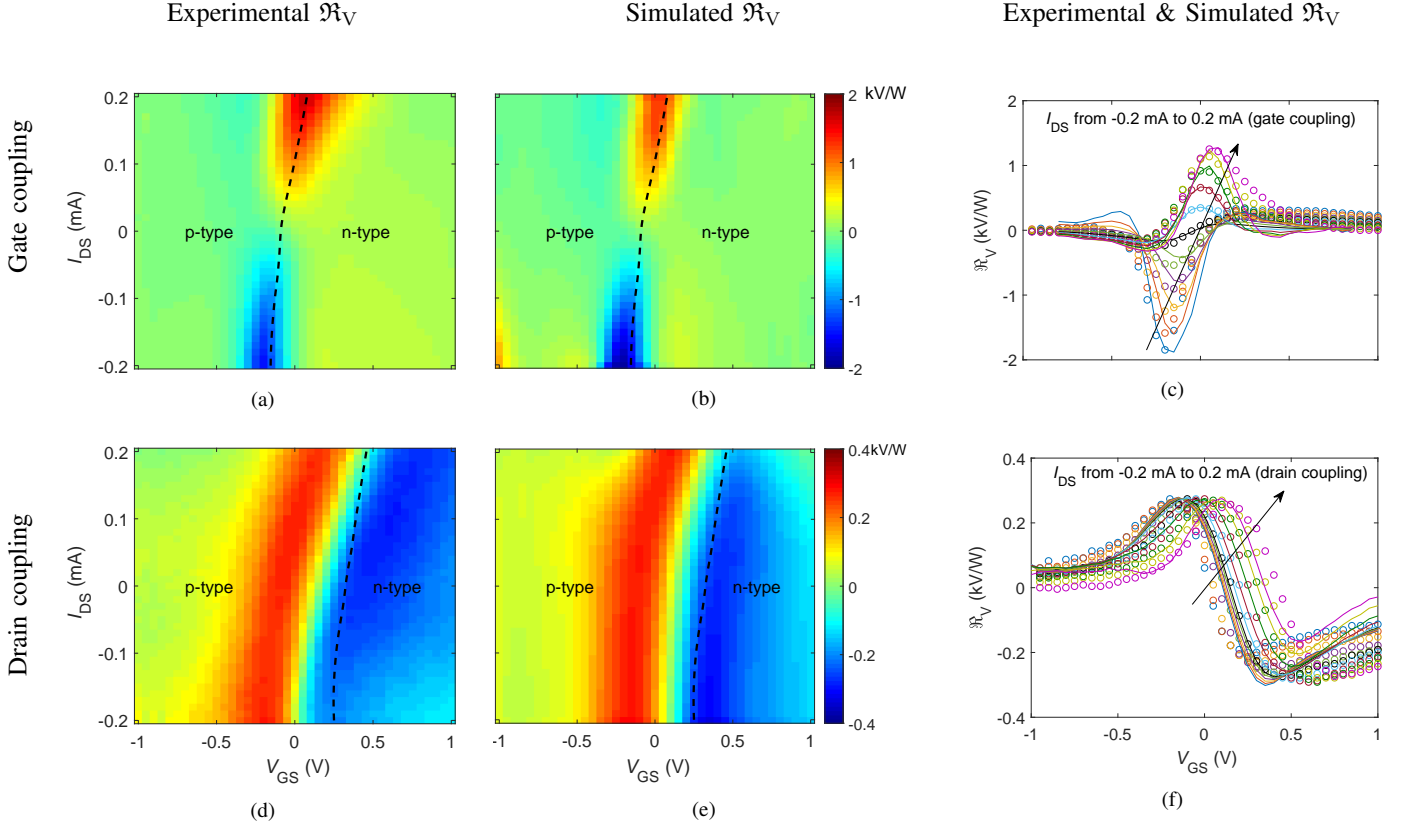 Experimental ℜV
Simulated ℜV
Experimental & Simulated ℜV
Gate coupling
IDS (mA)
0.2
0.1
0
-0.1
-0.2
p-type
n-type
(a)
p-type
n-type
(b)
kV/W
2
1
0
-1
-2
ℜV (kV/W)
2
1
0
-1
-2
IDS from -0.2 mA to 0.2 mA (gate coupling)
(c)
Drain coupling
IDS (mA)
0.2
0.1
0
-0.1
-0.2
p-type
n-type
-1
-0.5
0
0.5
1
VGS (V)
(d)
p-type
n-type
-1
-0.5
0
0.5
1
VGS (V)
(e)
0.4 kV/W
0.2
0
-0.2
-0.4
ℜV (kV/W)
0.4
0.2
0
-0.2
-0.4
IDS from -0.2 mA to 0.2 mA (drain coupling)
-1
-0.5
0
0.5
1
VGS (V)
(f)